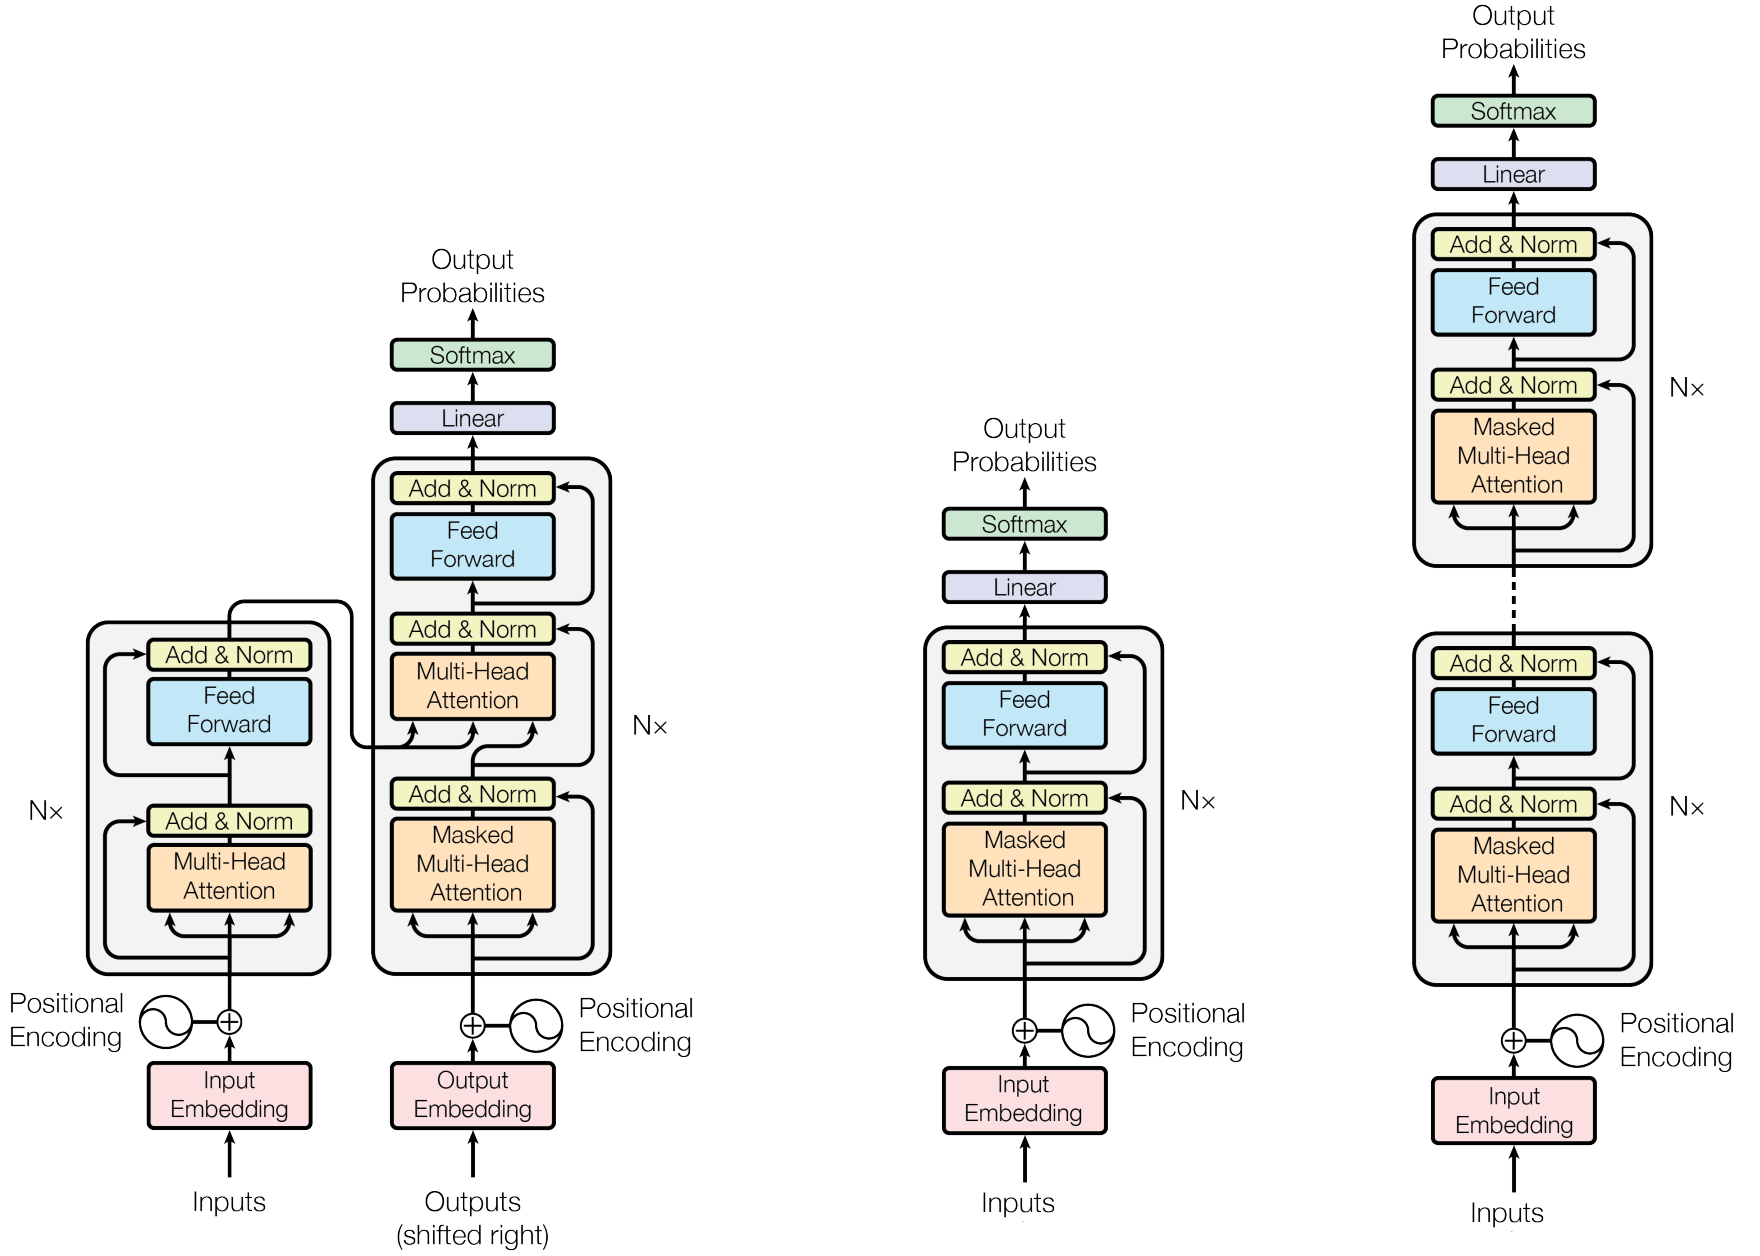 Output
Probabilities
Softmax
Linear
Add & Norm
Feed
Forward
Add & Norm
Multi-Head
Attention
Add & Norm
Masked
Multi-Head
Attention
Nx
Add & Norm
Feed
Forward
Add & Norm
Multi-Head
Attention
Nx
Positional
Encoding
Positional
Encoding
Input
Embedding
Output
Embedding
Inputs
Outputs
(shifted right)
Output
Probabilities
Softmax
Linear
Add & Norm
Feed
Forward
Add & Norm
Masked
Multi-Head
Attention
Nx
Positional
Encoding
Input
Embedding
Inputs
Output
Probabilities
Softmax
Linear
Add & Norm
Feed
Forward
Add & Norm
Masked
Multi-Head
Attention
Nx
Add & Norm
Feed
Forward
Add & Norm
Masked
Multi-Head
Attention
Nx
Positional
Encoding
Input
Embedding
Inputs